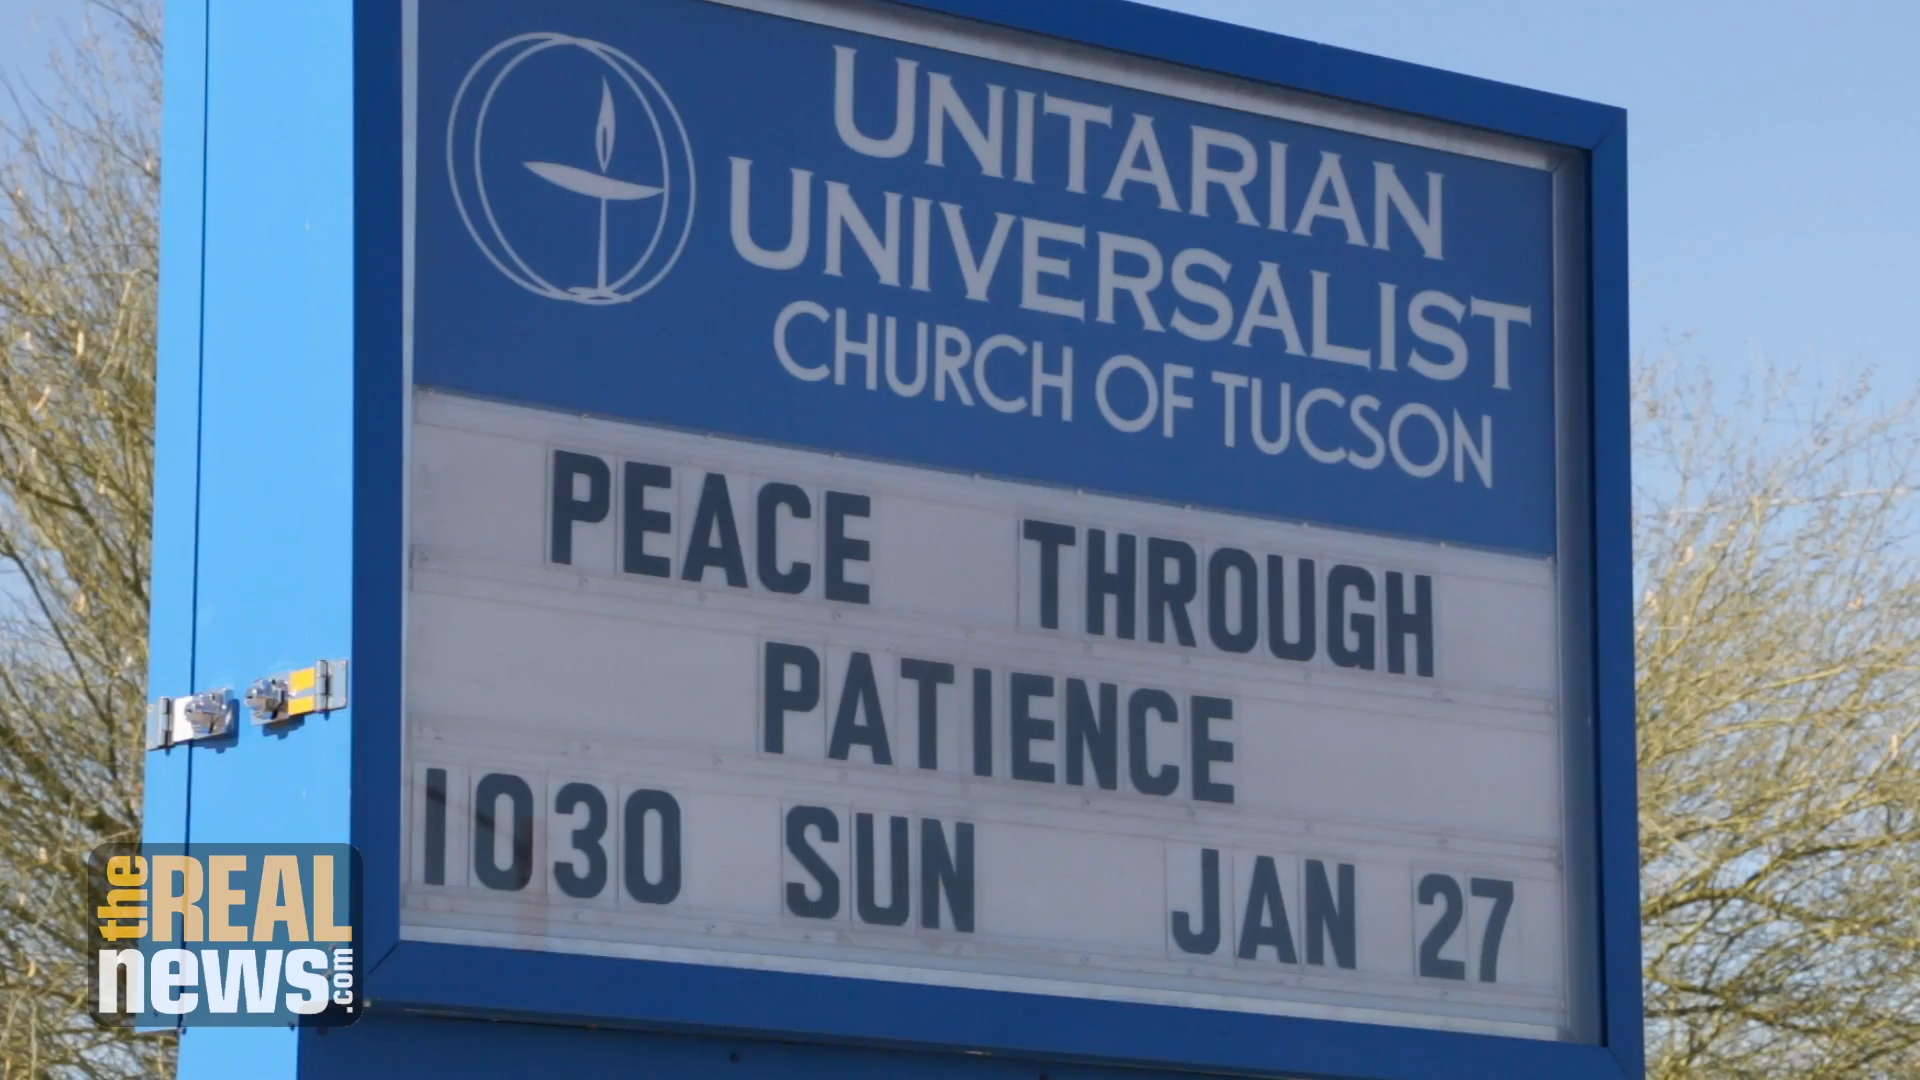 UNITARIAN
UNIVERSALIST
CHURCH OF TUCSON
PEACE THROUGH
PATIENCE
1030 SUN JAN 27
the REAL
news.com